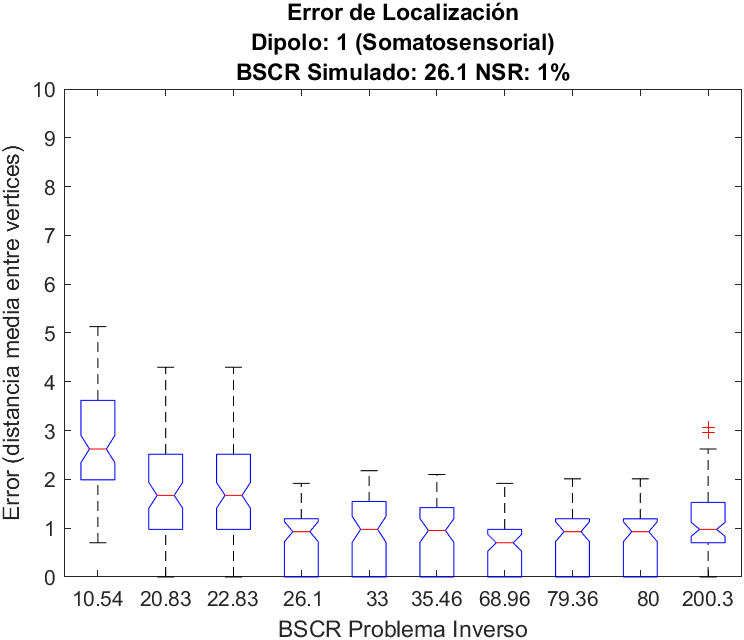 Error de Localización
Dipolo: 1 (Somatosensorial)
BSCR Simulado: 26.1 NSR: 1%
Error (distancia media entre vertices)
10
9
8
7
6
5
4
3
2
1
0
10.54 20.83 22.83 26.1 33 35.46 68.96 79.36 80 200.3
BSCR Problema Inverso